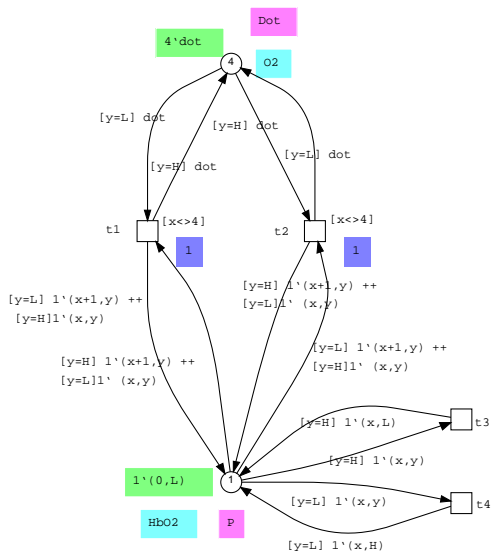 Dot
4`dot
4
O2
[y=L] dot
[y=H] dot
[y=L] dot
[y=H] dot
t1
[x<>4]
1
t2
[x<>4]
1
[y=L] 1`(x+1,y) ++
[y=H]1`(x,y)
[y=H] 1`(x+1,y) ++
[y=L]1` (x,y)
[y=H] 1`(x+1,y) ++
[y=L]1` (x,y)
[y=L] 1`(x+1,y) ++
[y=H]1` (x,y)
[y=H] 1`(x,L)
t3
[y=H] 1`(x,y)
1`(0,L)
1
[y=L] 1`(x,y)
t4
HbO2
P
[y=L] 1`(x,H)